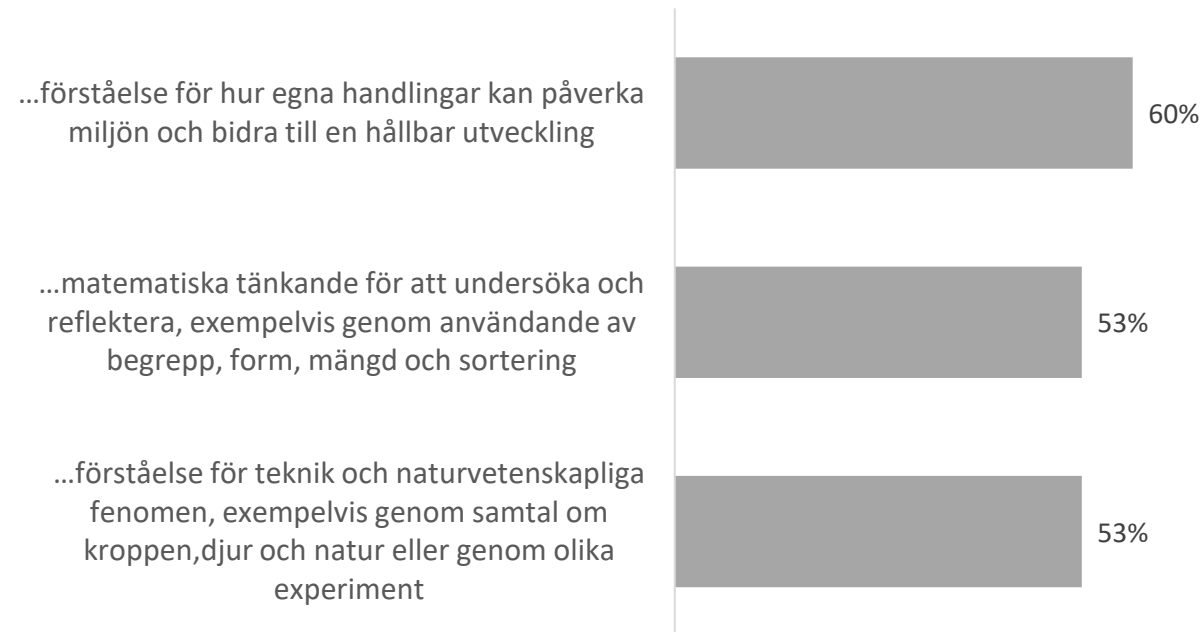 ...förståelse för hur egna handlingar kan påverka
miljön och bidra till en hållbar utveckling
60%
...matematiska tänkande för att undersöka och
reflektera, exempelvis genom användande av
begrepp, form, mängd och sortering
53%
...förståelse för teknik och naturvetenskapliga
fenomen, exempelvis genom samtal om
kroppen,djur och natur eller genom olika
experiment
53%